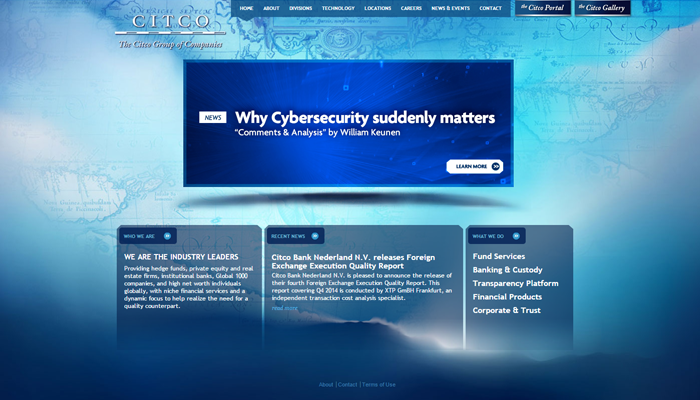 HOME ABOUT DIVISIONS TECHNOLOGY LOCATIONS CAREERS NEWS & EVENTS CONTACT the Citco Portal the Citco Gallery
CITCO
The Citco Group of Companies
NEWS Why Cybersecurity suddenly matters
"Comments & Analysis" by William Keunen
LEARN MORE
WHO WE ARE
WE ARE THE INDUSTRY LEADERS
Providing hedge funds, private equity and real
estate firms, institutional banks, Global 1000
companies, and high net worth individuals
globally, with niche financial services and a
dynamic focus to help realize the need for a
quality counterpart.
RECENT NEWS
Citco Bank Nederland N.V. releases Foreign
Exchange Execution Quality Report
Citco Bank Nederland N.V. is pleased to announce the release of
their fourth Foreign Exchange Execution Quality Report. This
report covering Q4 2014 is conducted by XTP GmBH Frankfurt, an
independent transaction cost analysis specialist.
read more
WHAT WE DO
Fund Services
Banking & Custody
Transparency Platform
Financial Products
Corporate & Trust
About | Contact | Terms of Use